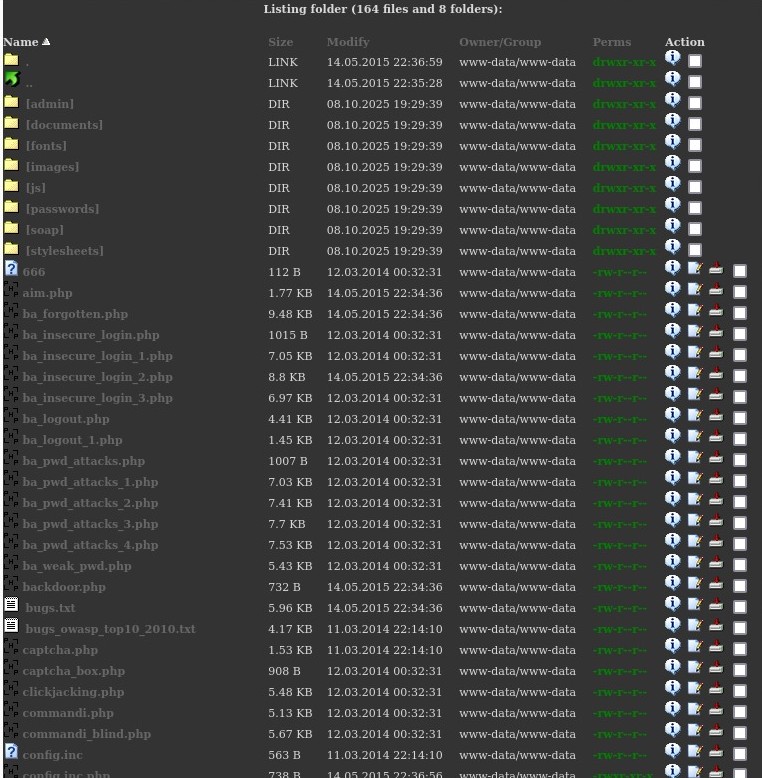 Listing folder (164 files and 8 folders):
Name Size Modify Owner/Group Perms Action
. LINK 14.05.2015 22:36:59 www-data/www-data drwxr-xr-x
.. LINK 14.05.2015 22:35:28 www-data/www-data drwxr-xr-x
[admin] DIR 08.10.2025 19:29:39 www-data/www-data drwxr-xr-x
[documents] DIR 08.10.2025 19:29:39 www-data/www-data drwxr-xr-x
[fonts] DIR 08.10.2025 19:29:39 www-data/www-data drwxr-xr-x
[images] DIR 08.10.2025 19:29:39 www-data/www-data drwxr-xr-x
[js] DIR 08.10.2025 19:29:39 www-data/www-data drwxr-xr-x
[passwords] DIR 08.10.2025 19:29:39 www-data/www-data drwxr-xr-x
[soap] DIR 08.10.2025 19:29:39 www-data/www-data drwxr-xr-x
[stylesheets] DIR 08.10.2025 19:29:39 www-data/www-data drwxr-xr-x
666 112 B 12.03.2014 00:32:31 www-data/www-data -rw-r--r--
aim.php 1.77 KB 14.05.2015 22:34:36 www-data/www-data -rw-r--r--
ba_forgotten.php 9.48 KB 14.05.2015 22:34:36 www-data/www-data -rw-r--r--
ba_insecure_login.php 1015 B 12.03.2014 00:32:31 www-data/www-data -rw-r--r--
ba_insecure_login_1.php 7.05 KB 12.03.2014 00:32:31 www-data/www-data -rw-r--r--
ba_insecure_login_2.php 8.8 KB 14.05.2015 22:34:36 www-data/www-data -rw-r--r--
ba_insecure_login_3.php 6.97 KB 12.03.2014 00:32:31 www-data/www-data -rw-r--r--
ba_logout.php 4.41 KB 12.03.2014 00:32:31 www-data/www-data -rw-r--r--
ba_logout_1.php 1.45 KB 12.03.2014 00:32:31 www-data/www-data -rw-r--r--
ba_pwd_attacks.php 1007 B 12.03.2014 00:32:31 www-data/www-data -rw-r--r--
ba_pwd_attacks_1.php 7.03 KB 12.03.2014 00:32:31 www-data/www-data -rw-r--r--
ba_pwd_attacks_2.php 7.41 KB 12.03.2014 00:32:31 www-data/www-data -rw-r--r--
ba_pwd_attacks_3.php 7.7 KB 12.03.2014 00:32:31 www-data/www-data -rw-r--r--
ba_pwd_attacks_4.php 7.53 KB 12.03.2014 00:32:31 www-data/www-data -rw-r--r--
ba_weak_pwd.php 5.43 KB 12.03.2014 00:32:31 www-data/www-data -rw-r--r--
backdoor.php 732 B 14.05.2015 22:34:36 www-data/www-data -rw-r--r--
bugs.txt 5.96 KB 14.05.2015 22:34:36 www-data/www-data -rw-r--r--
bugs_owasp_top10_2010.txt 4.17 KB 11.03.2014 22:14:10 www-data/www-data -rw-r--r--
captcha.php 1.53 KB 11.03.2014 22:14:10 www-data/www-data -rw-r--r--
captcha_box.php 908 B 12.03.2014 00:32:31 www-data/www-data -rw-r--r--
clickjacking.php 5.48 KB 12.03.2014 00:32:31 www-data/www-data -rw-r--r--
commandi.php 5.13 KB 12.03.2014 00:32:31 www-data/www-data -rw-r--r--
commandi_blind.php 5.67 KB 12.03.2014 00:32:31 www-data/www-data -rw-r--r--
config.inc 563 B 11.03.2014 22:14:10 www-data/www-data -rw-r--r--
config.inc.php 738 B 14.05.2015 22:36:56 www-data/www-data -rwxr-xr-x